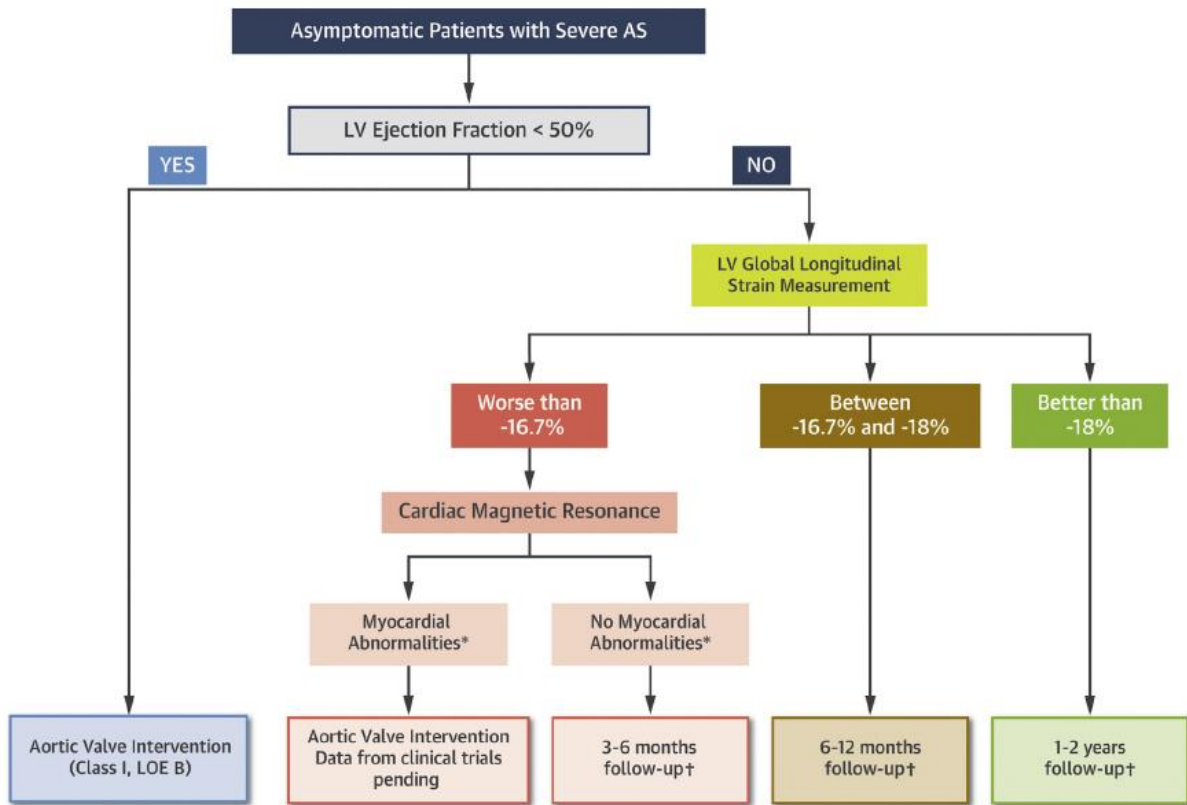 Asymptomatic Patients with Severe AS
LV Ejection Fraction < 50%
YES
NO
LV Global Longitudinal
Strain Measurement
Worse than
-16.7%
Between
-16.7% and -18%
Better than
-18%
Cardiac Magnetic Resonance
Myocardial
Abnormalities*
No Myocardial
Abnormalities*
Aortic Valve Intervention
(Class I, LOE B)
Aortic Valve Intervention
Data from clinical trials
pending
3-6 months
follow-up†
6-12 months
follow-up†
1-2 years
follow-up†